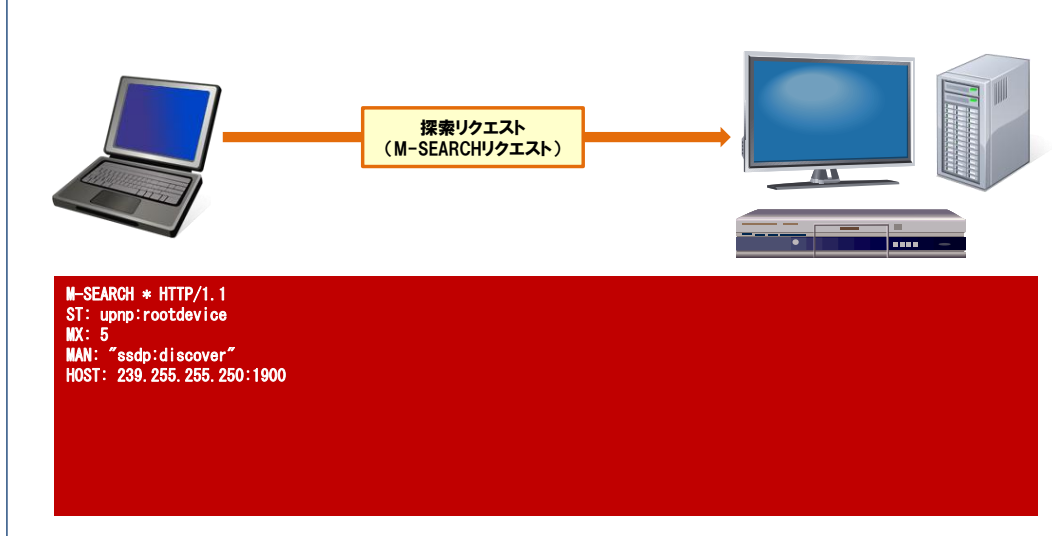 探索リクエスト
（M-SEARCHリクエスト）
M-SEARCH * HTTP/1.1
ST: upnp:rootdevice
MX: 5
MAN: ”ssdp:discover”
HOST: 239.255.255.250:1900